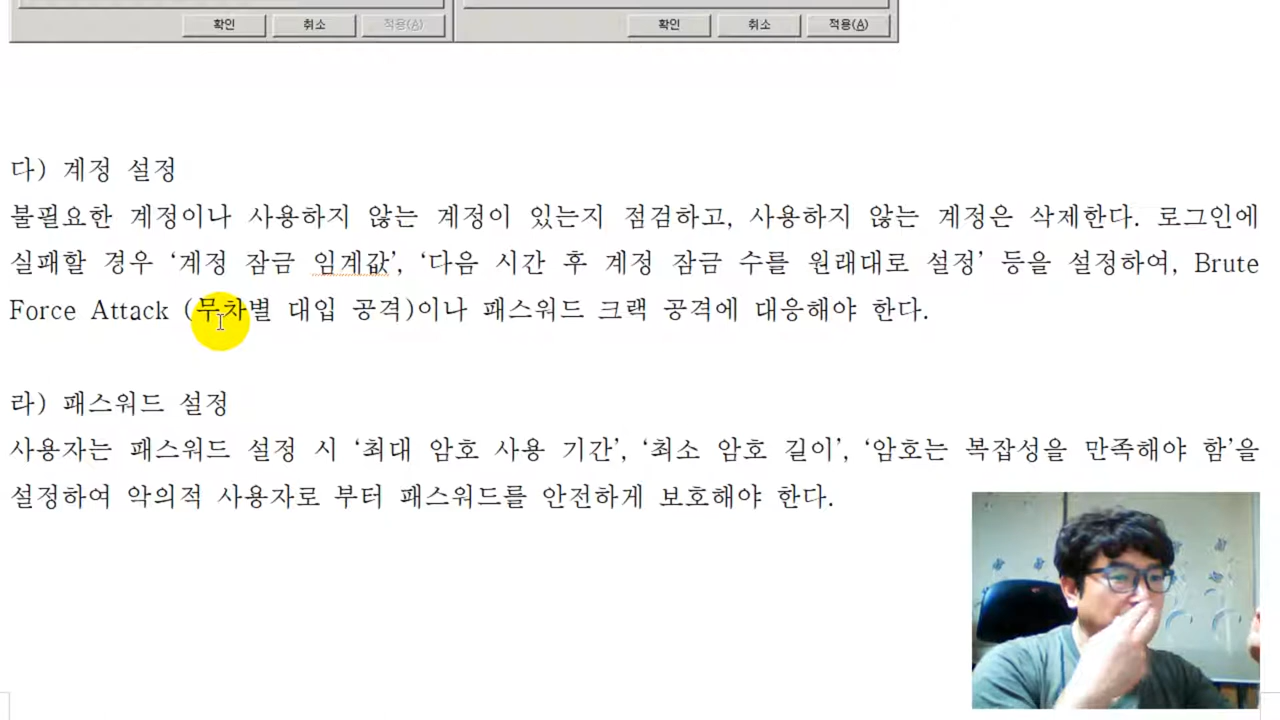 확인 취소 적용(A) 확인 취소 적용(A)
다) 계정 설정
불필요한 계정이나 사용하지 않는 계정이 있는지 점검하고, 사용하지 않는 계정은 삭제한다. 로그인에
실패할 경우 ‘계정 잠금 임계값’, ‘다음 시간 후 계정 잠금 수를 원래대로 설정’ 등을 설정하여, Brute
Force Attack (무차별 대입 공격)이나 패스워드 크랙 공격에 대응해야 한다.
라) 패스워드 설정
사용자는 패스워드 설정 시 ‘최대 암호 사용 기간’, ‘최소 암호 길이’, ‘암호는 복잡성을 만족해야 함’을
설정하여 악의적 사용자로 부터 패스워드를 안전하게 보호해야 한다.